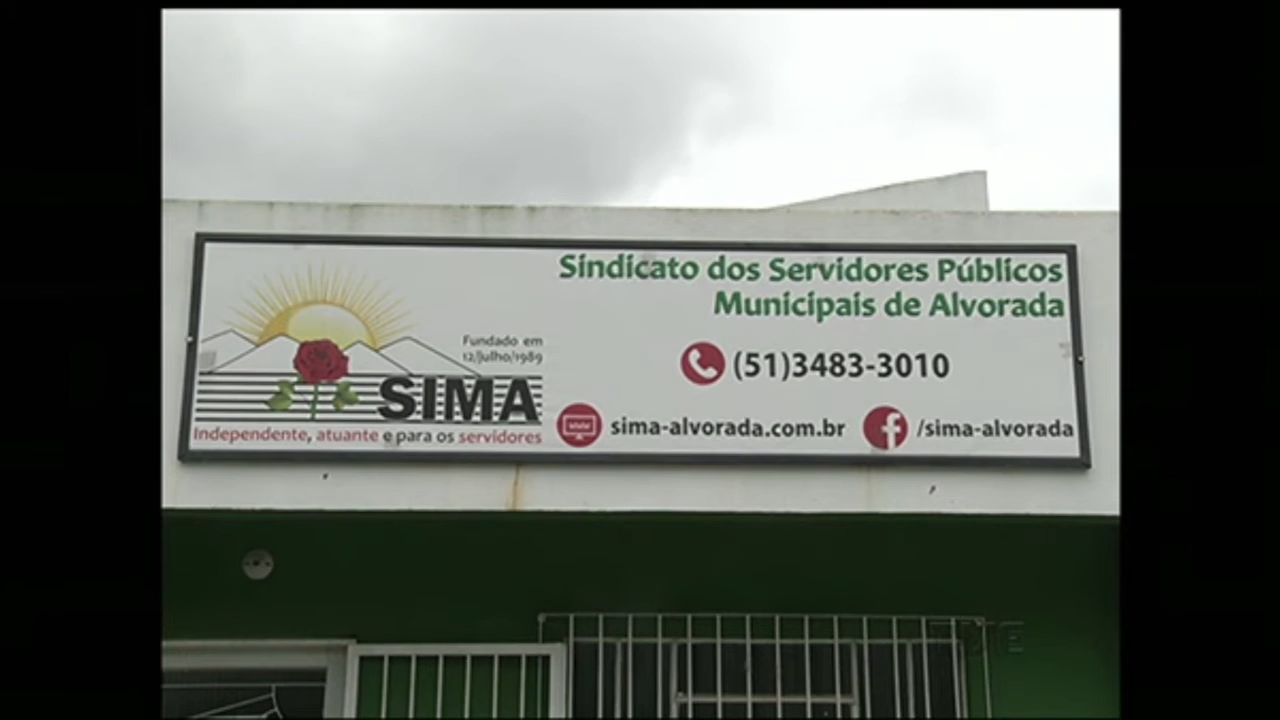 Sindicato dos Servidores Públicos
Municipais de Alvorada
Fundado em
12/julho/1989
SIMA
Independente, atuante e para os servidores
(51)3483-3010
www
sima-alvorada.com.br
f /sima-alvorada